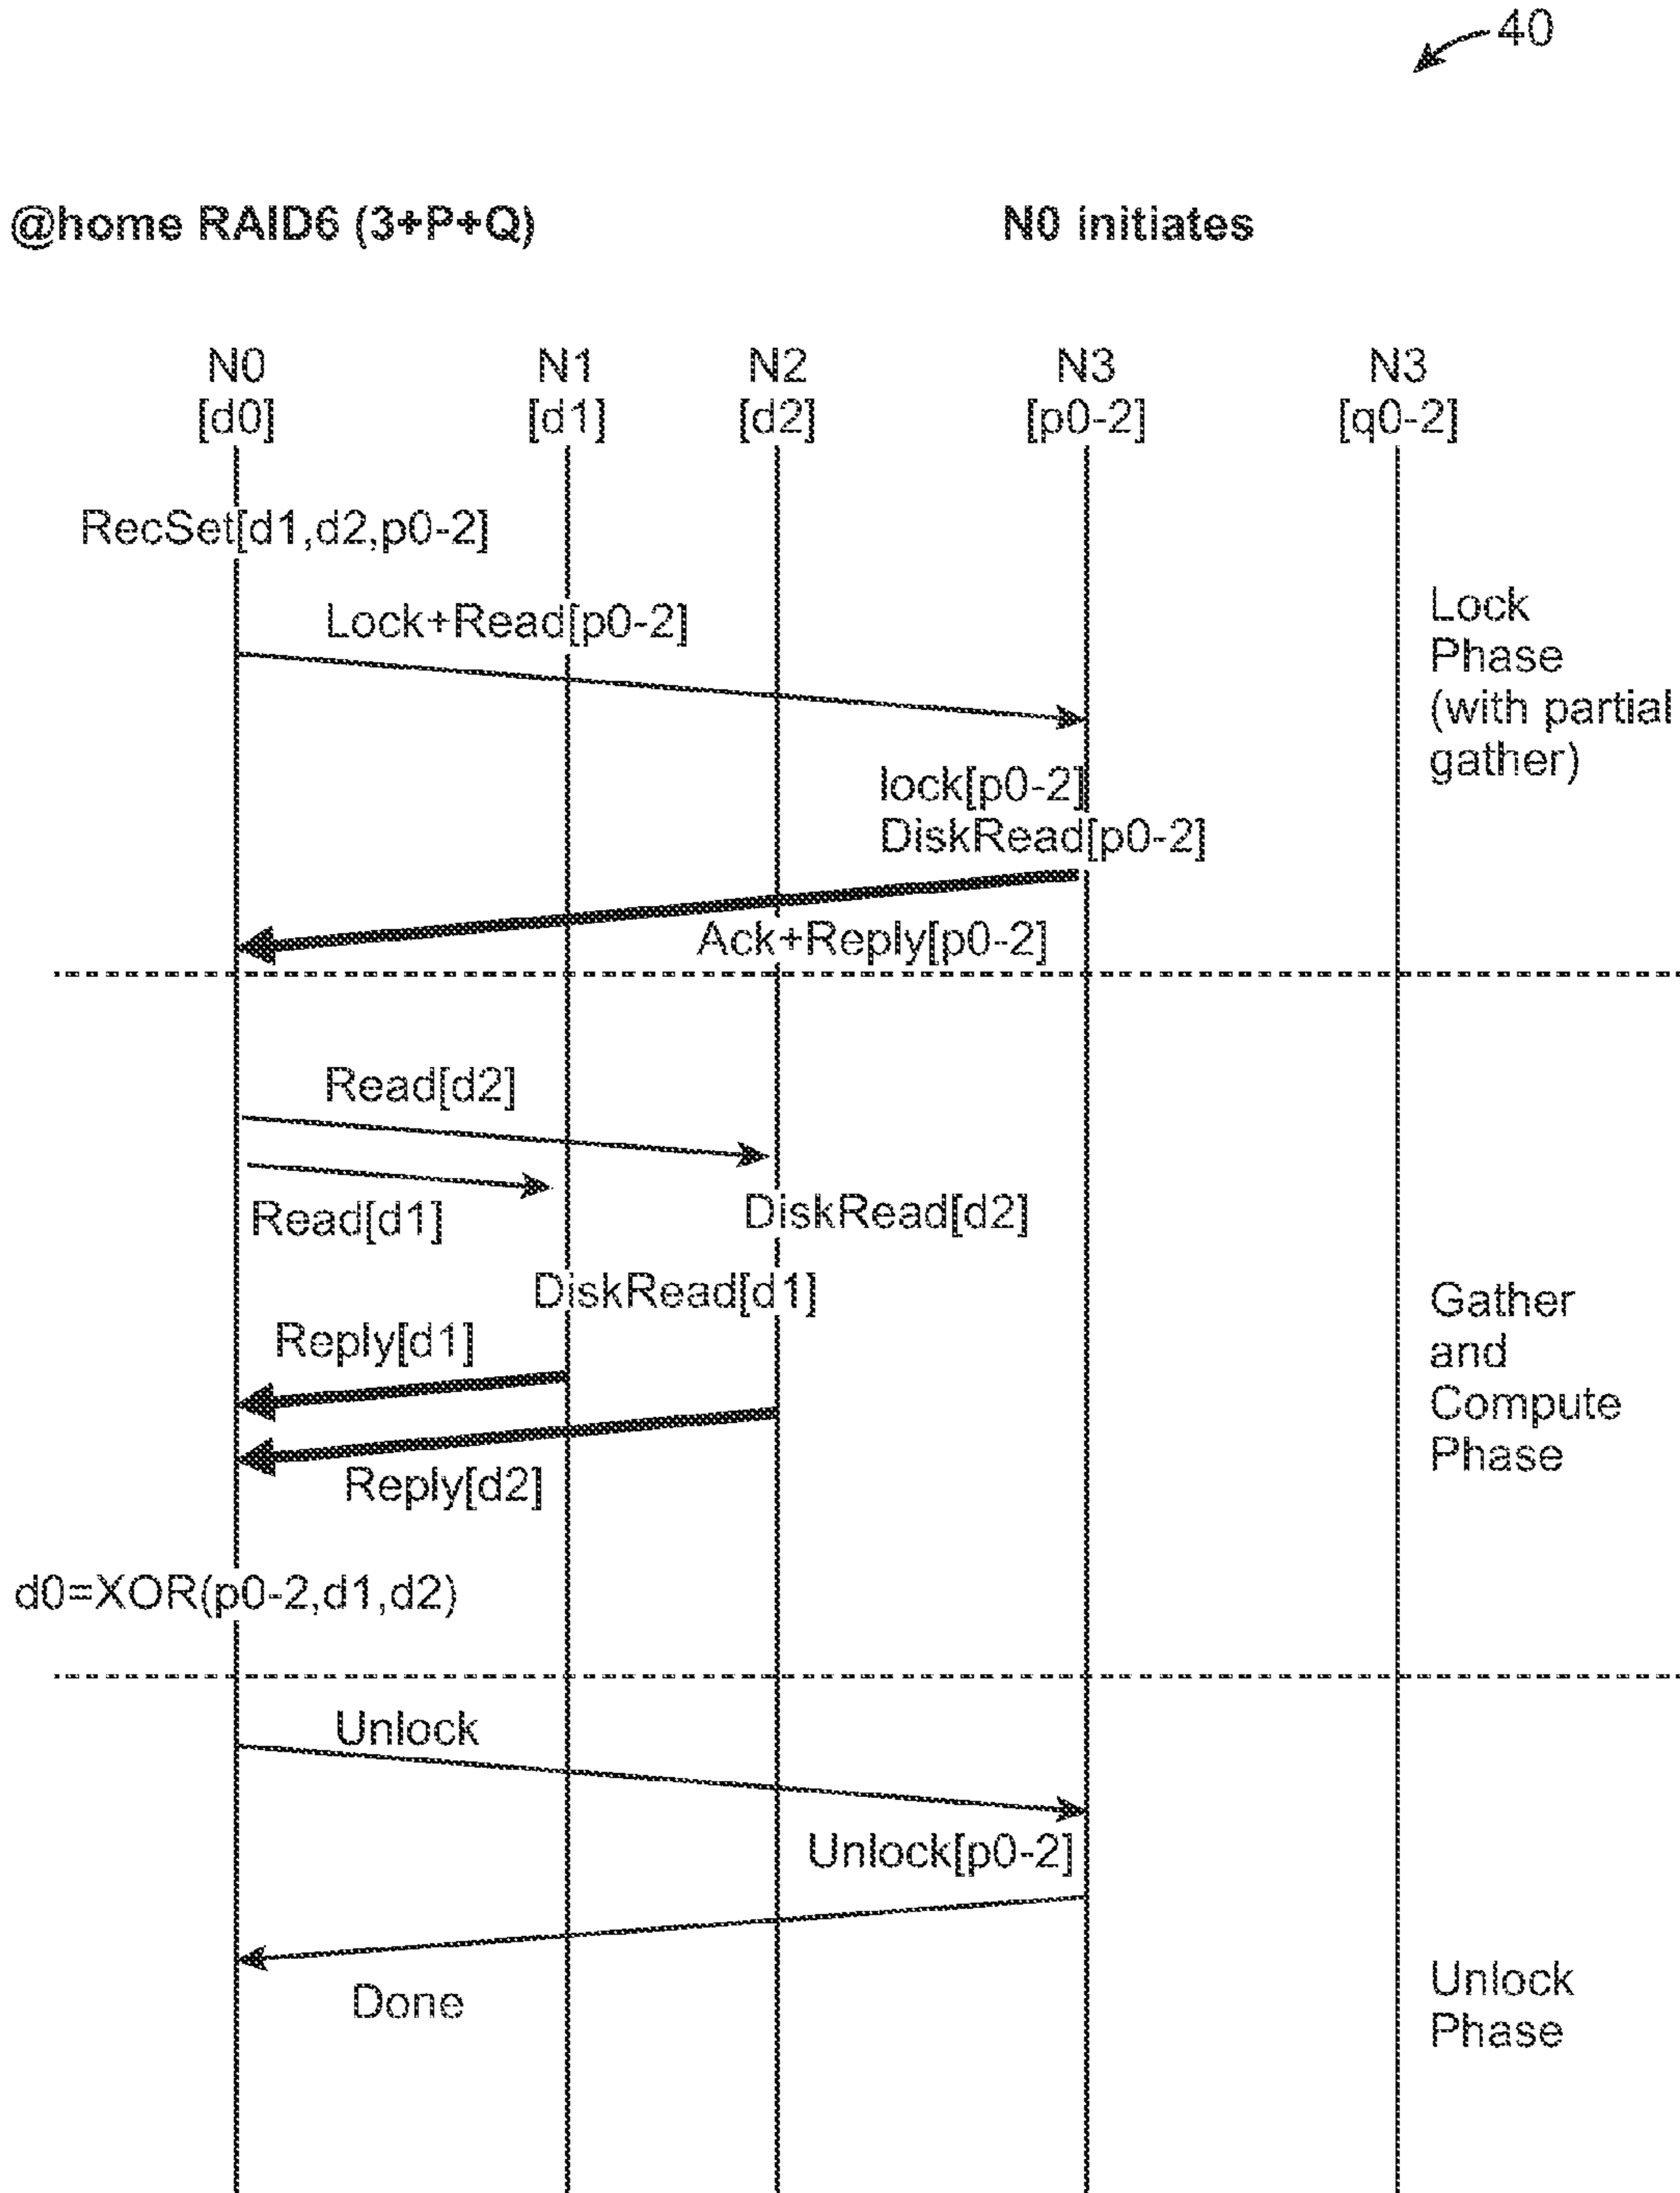 40
@home RAID6 (3+P+Q)
N0 initiates
N0
[d0]
N1
[d1]
N2
[d2]
N3
[p0-2]
N3
[q0-2]
RecSet[d1,d2,p0-2]
Lock+Read[p0-2]
Lock
Phase
(with partial
gather)
lock[p0-2]
DiskRead[p0-2]
Ack+Reply[p0-2]
Read[d2]
Read[d1]
DiskRead[d2]
DiskRead[d1]
Reply[d1]
Reply[d2]
Gather
and
Compute
Phase
d0=XOR(p0-2,d1,d2)
Unlock
Unlock[p0-2]
Done
Unlock
Phase